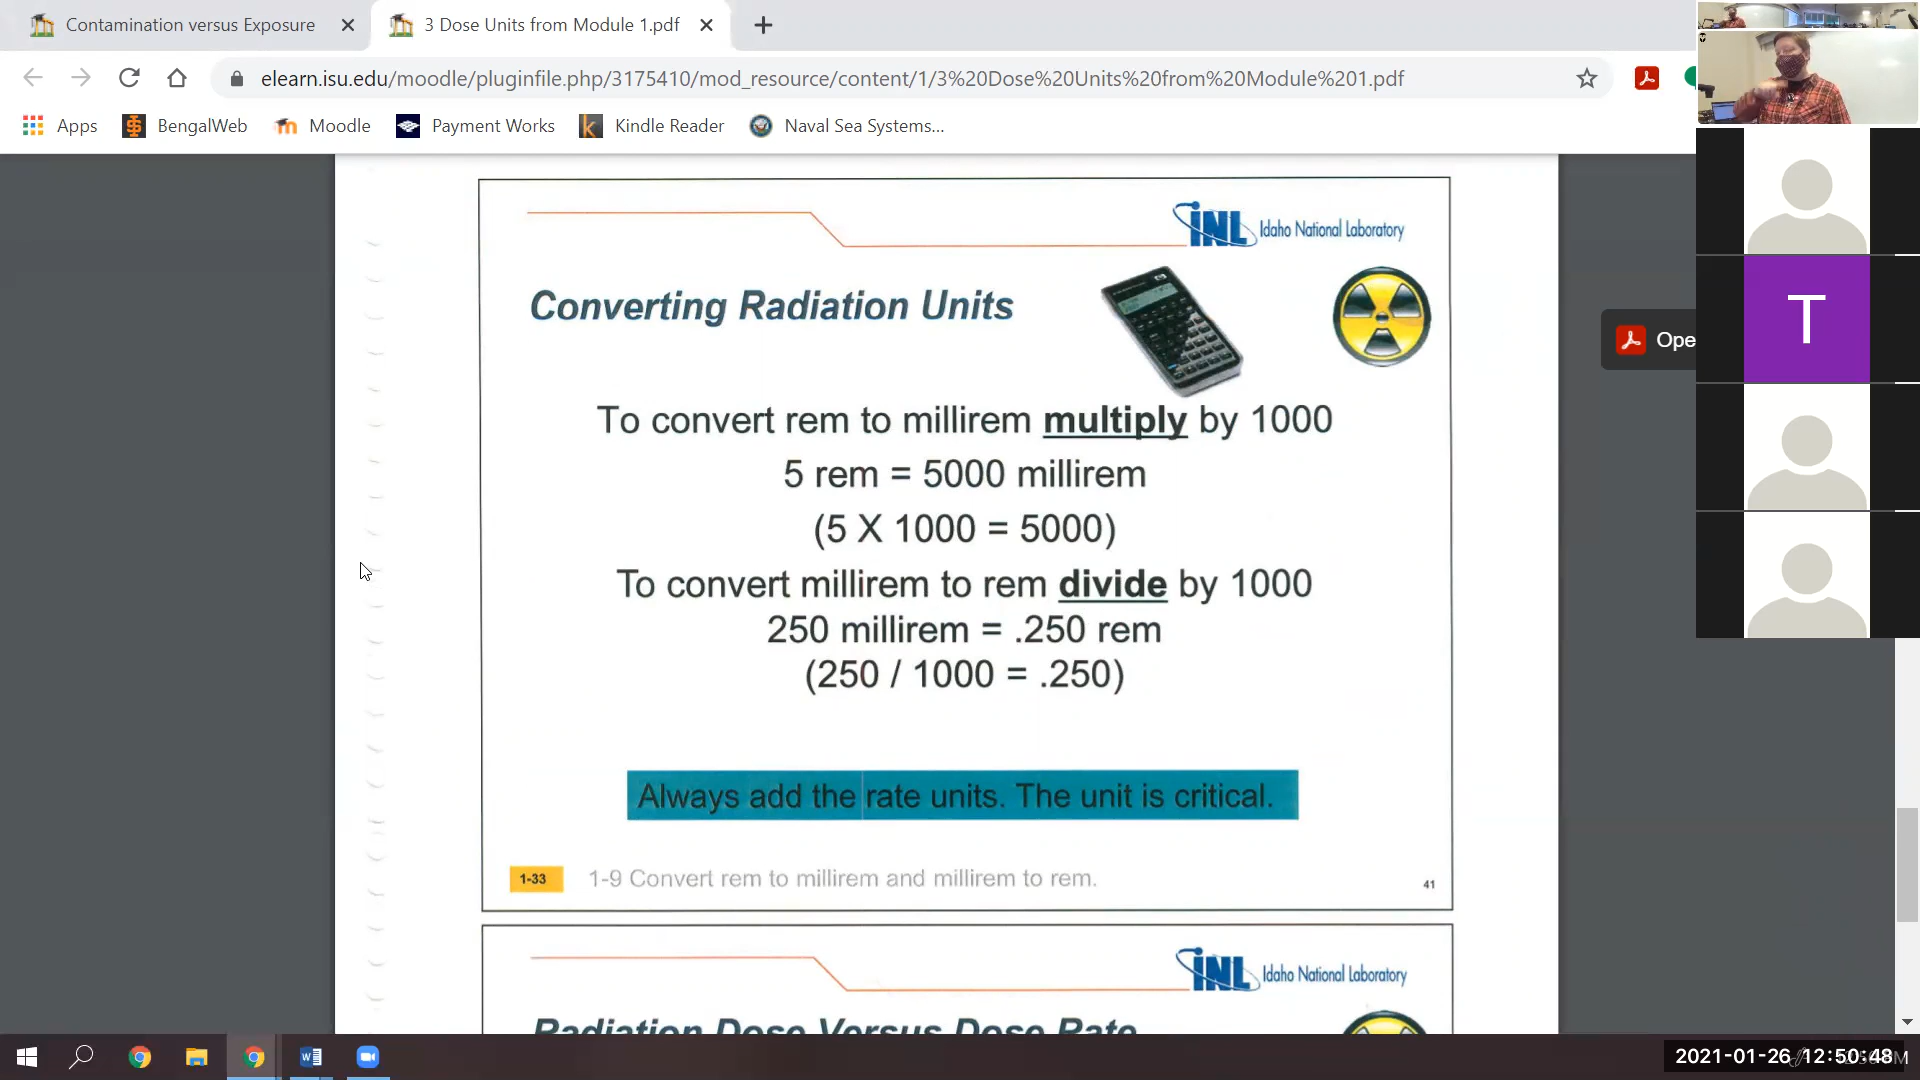 Contamination versus Exposure
3 Dose Units from Module 1.pdf
elearn.isu.edu/moodle/pluginfile.php/3175410/mod_resource/content/1/3%20Dose%20Units%20from%20Module%201.pdf
Apps
BengalWeb
Moodle
Payment Works
Kindle Reader
Naval Sea Systems...
INL Idaho National Laboratory
Converting Radiation Units
To convert rem to millirem multiply by 1000
5 rem = 5000 millirem
(5 X 1000 = 5000)
To convert millirem to rem divide by 1000
250 millirem = .250 rem
(250 / 1000 = .250)
Always add the rate units. The unit is critical.
1-33
1-9 Convert rem to millirem and millirem to rem.
41
INL Idaho National Laboratory
Radiation Dose Versus Dose Rate
Ope
T
2021-01-26 12:50:48